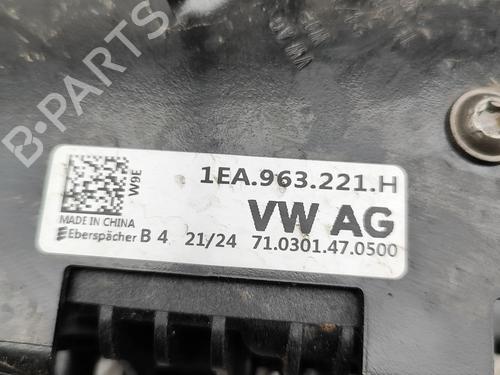 B-PARTS
W9E
1EA.963.221.H
MADE IN CHINA
VW AG
Eberspächer B 4 21/24 71.0301.47.0500